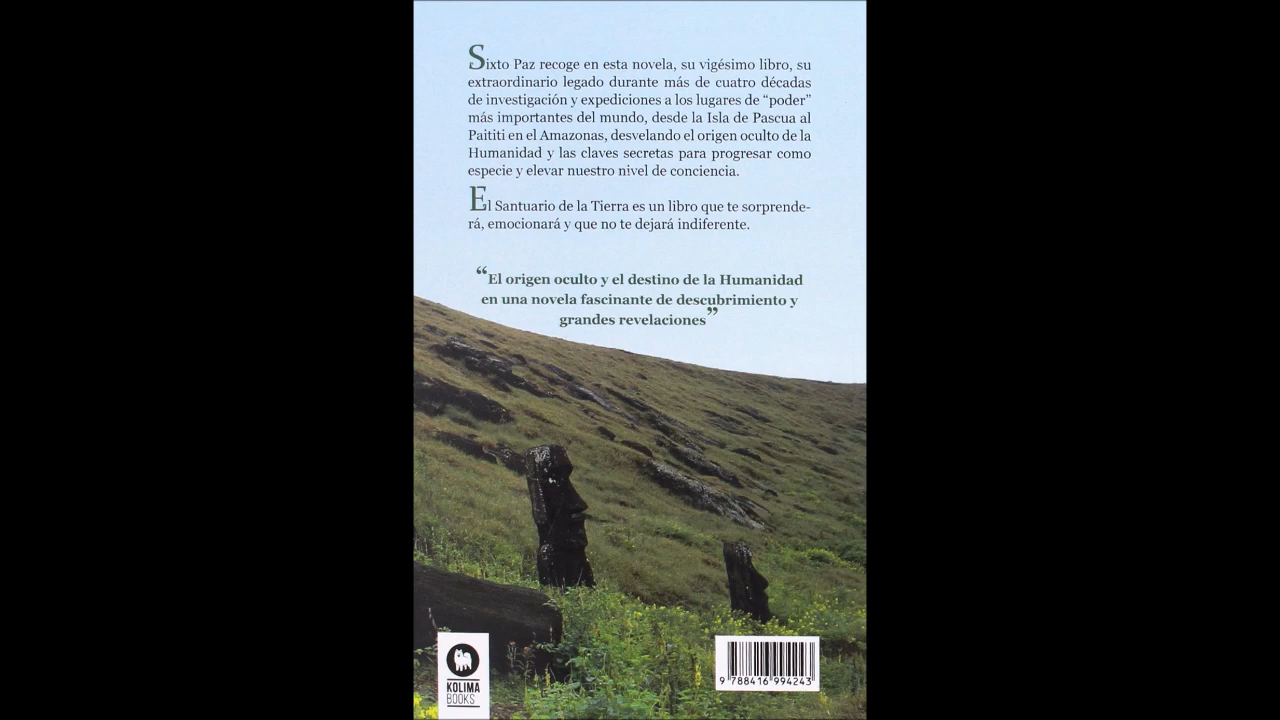 Sixto Paz recoge en esta novela, su vigésimo libro, su
extraordinario legado durante más de cuatro décadas
de investigación y expediciones a los lugares de “poder”
más importantes del mundo, desde la Isla de Pascua al
Paititi en el Amazonas, desvelando el origen oculto de la
Humanidad y las claves secretas para progresar como
especie y elevar nuestro nivel de conciencia.
El Santuario de la Tierra es un libro que te sorprende-
rá, emocionará y que no te dejará indiferente.
“El origen oculto y el destino de la Humanidad
en una novela fascinante de descubrimiento y
grandes revelaciones”
KOLIMA
BOOKS
9 788416 994243